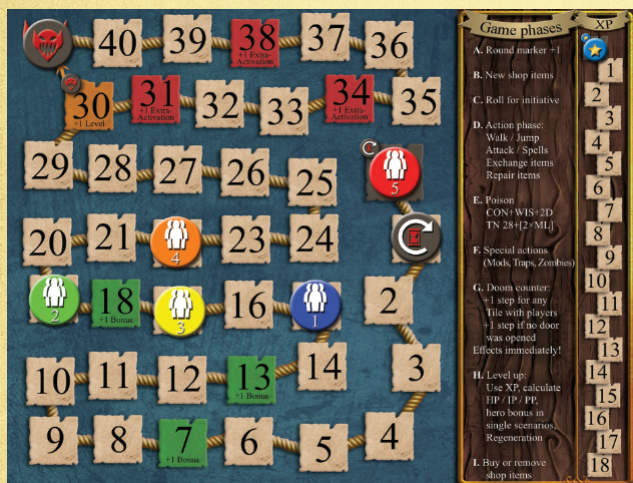 40 39 38 37 36
+1 Extra-
Activation
30 31 32 33 34 35
+1 Level
+1 Extra-
Activation
+1 Extra-
Activation
29 28 27 26 25
5
20 21 4 23 24
2 18 3 16 1 2
+1 Bonus
10 11 12 13 14 3
+1 Bonus
9 8 7 6 5 4
+1 Bonus
Game phases
A. Round marker +1
B. New shop items
C. Roll for initiative
D. Action phase:
Walk / Jump
Attack / Spells
Exchange items
Repair items
E. Poison
CON+WIS+2D
TN 28+[2×ML]
F. Special actions
(Mods, Traps, Zombies)
G. Doom counter:
+1 step for any
Tile with players
+1 step if no door
was opened
Effects immediately!
H. Level up:
Use XP, calculate
HP / IP / PP,
hero bonus in
single scenarios,
Regeneration
I. Buy or remove
shop items
XP
1
2
3
4
5
6
7
8
9
10
11
12
13
14
15
16
17
18